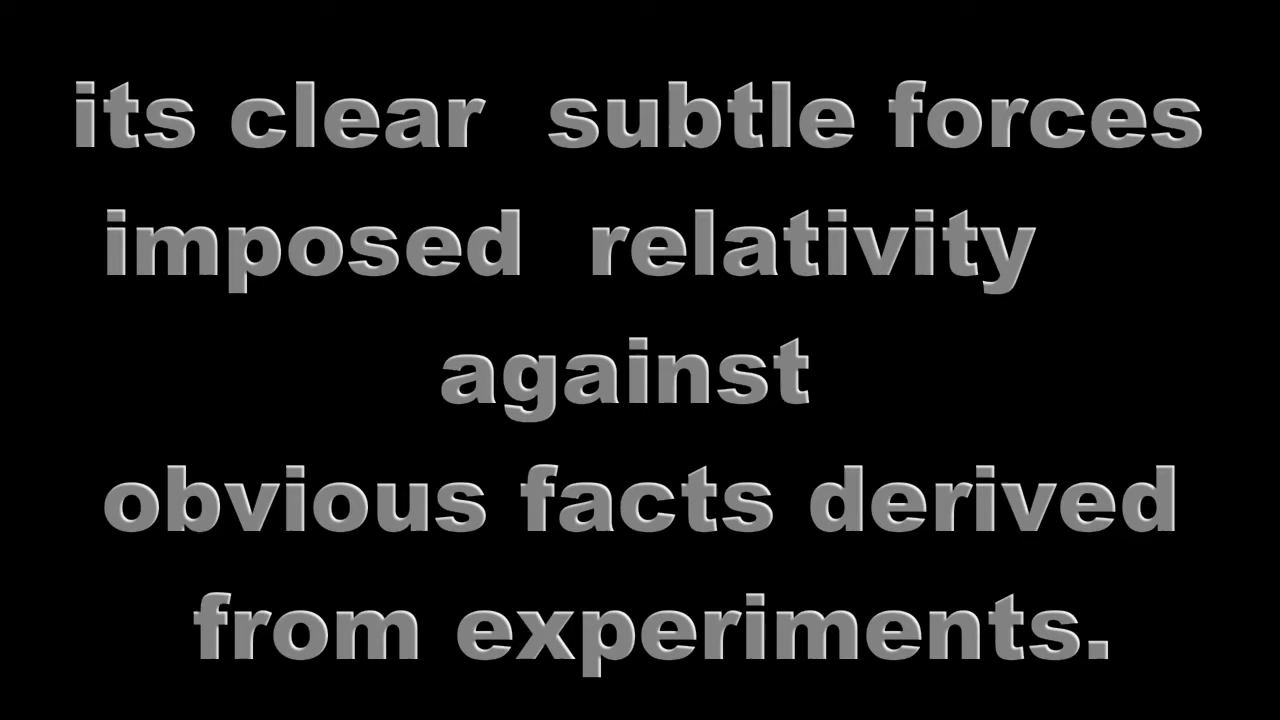 its clear subtle forces
imposed relativity
against
obvious facts derived
from experiments.